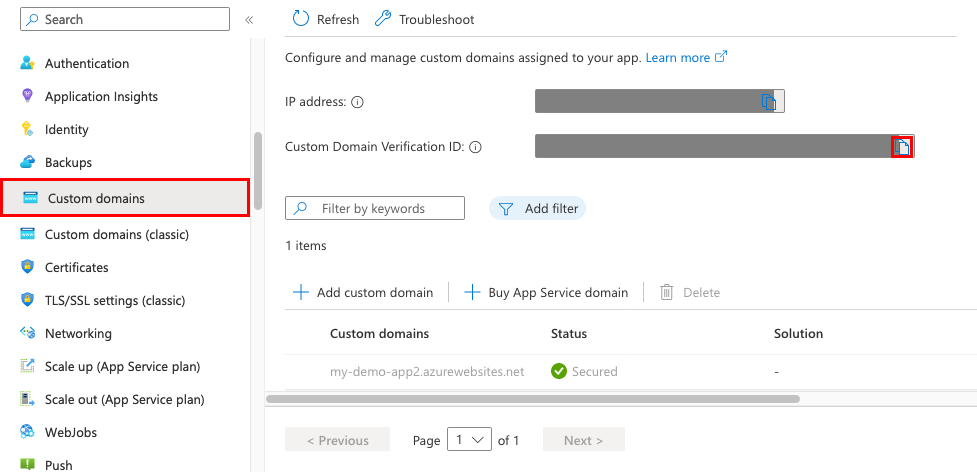 Search
«
Authentication
Application Insights
Identity
Backups
Custom domains
Custom domains (classic)
Certificates
TLS/SSL settings (classic)
Networking
Scale up (App Service plan)
Scale out (App Service plan)
WebJobs
Push
Refresh Troubleshoot
Configure and manage custom domains assigned to your app. Learn more
IP address:
Custom Domain Verification ID:
Filter by keywords Add filter
1 items
Add custom domain Buy App Service domain Delete
Custom domains Status Solution
my-demo-app2.azurewebsites.net Secured -
< Previous Page 1 of 1 Next >